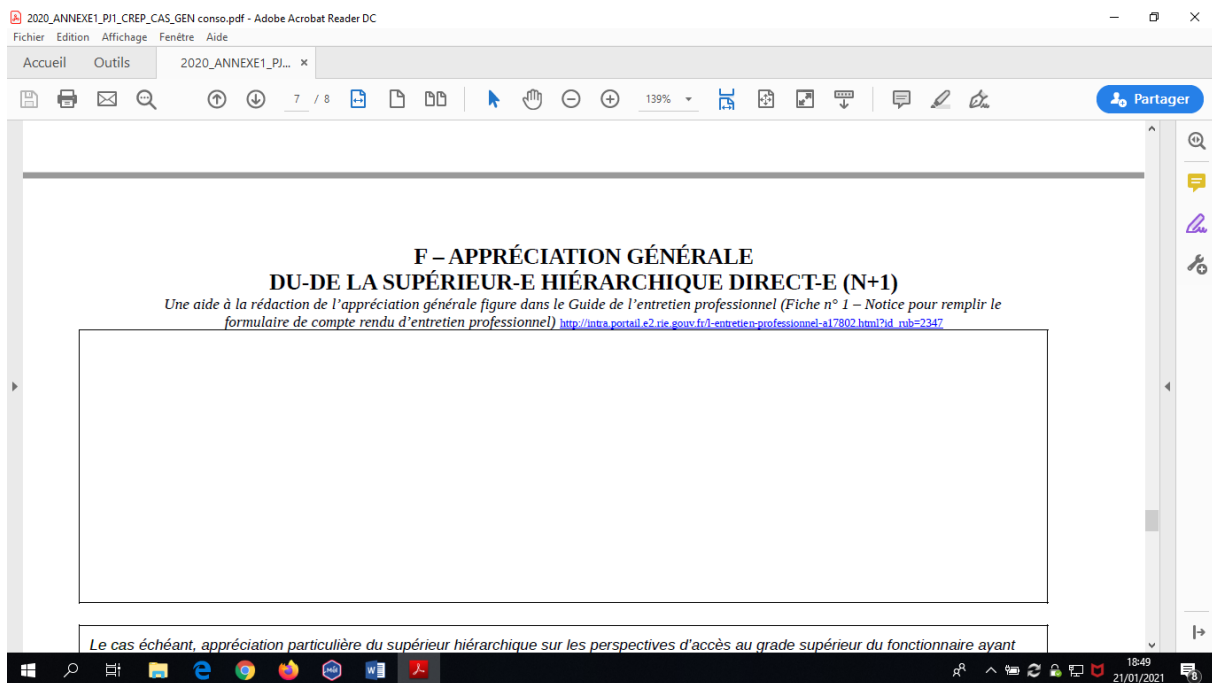 2020_ANNEXE1_PJ1_CREP_CAS_GEN conso.pdf - Adobe Acrobat Reader DC
Fichier Edition Affichage Fenêtre Aide
Accueil Outils 2020_ANNEXE1_PJ... ×
7 / 8 139% Partager
F – APPRÉCIATION GÉNÉRALE
DU-DE LA SUPÉRIEUR-E HIÉRARCHIQUE DIRECT-E (N+1)
Une aide à la rédaction de l'appréciation générale figure dans le Guide de l'entretien professionnel (Fiche n° 1 – Notice pour remplir le
formulaire de compte rendu d'entretien professionnel) http://intra.portail.e2.rie.gouv.fr/l-entretien-professionnel-a17802.html?id_rub=2347
Le cas échéant, appréciation particulière du supérieur hiérarchique sur les perspectives d'accès au grade supérieur du fonctionnaire ayant
18:49
21/01/2021
8